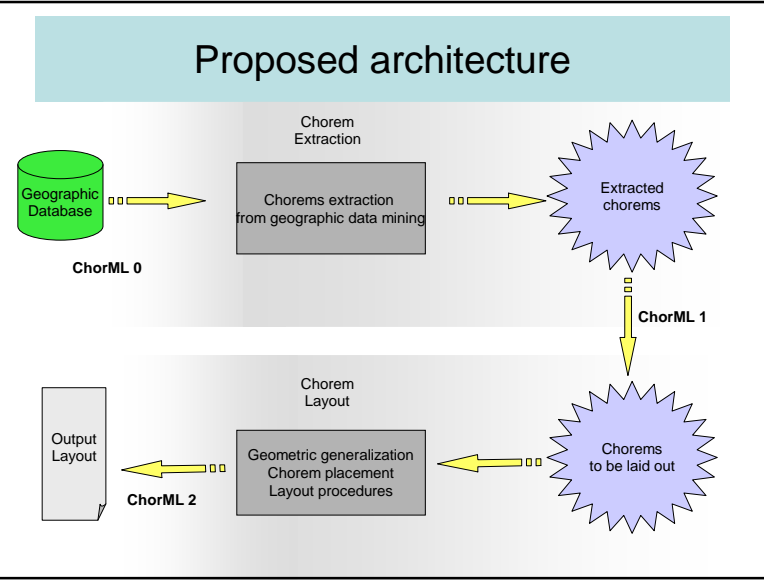 Proposed architecture
Chorem
Extraction
Geographic
Database
Chorems extraction
from geographic data mining
Extracted
chorems
ChorML 0
ChorML 1
Chorem
Layout
Output
Layout
Geometric generalization
Chorem placement
Layout procedures
Chorems
to be laid out
ChorML 2